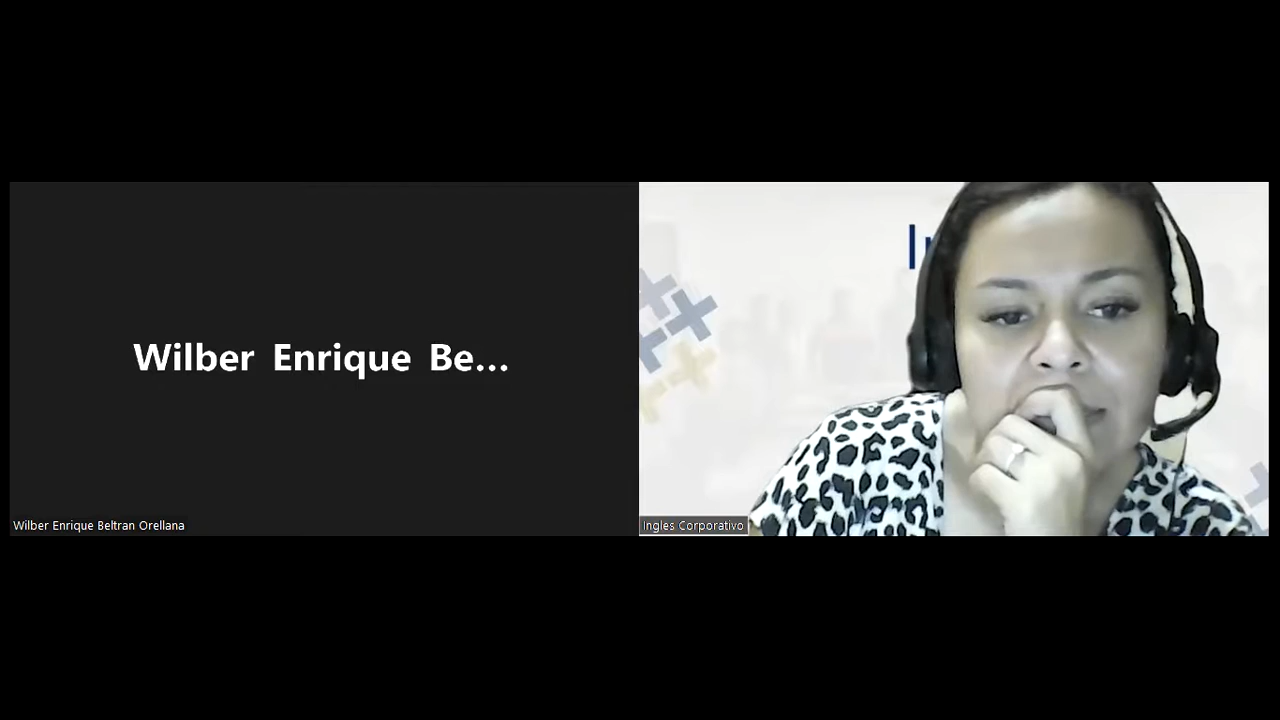 Wilber Enrique Be...
Wilber Enrique Beltran Orellana
Ingles Corporativo